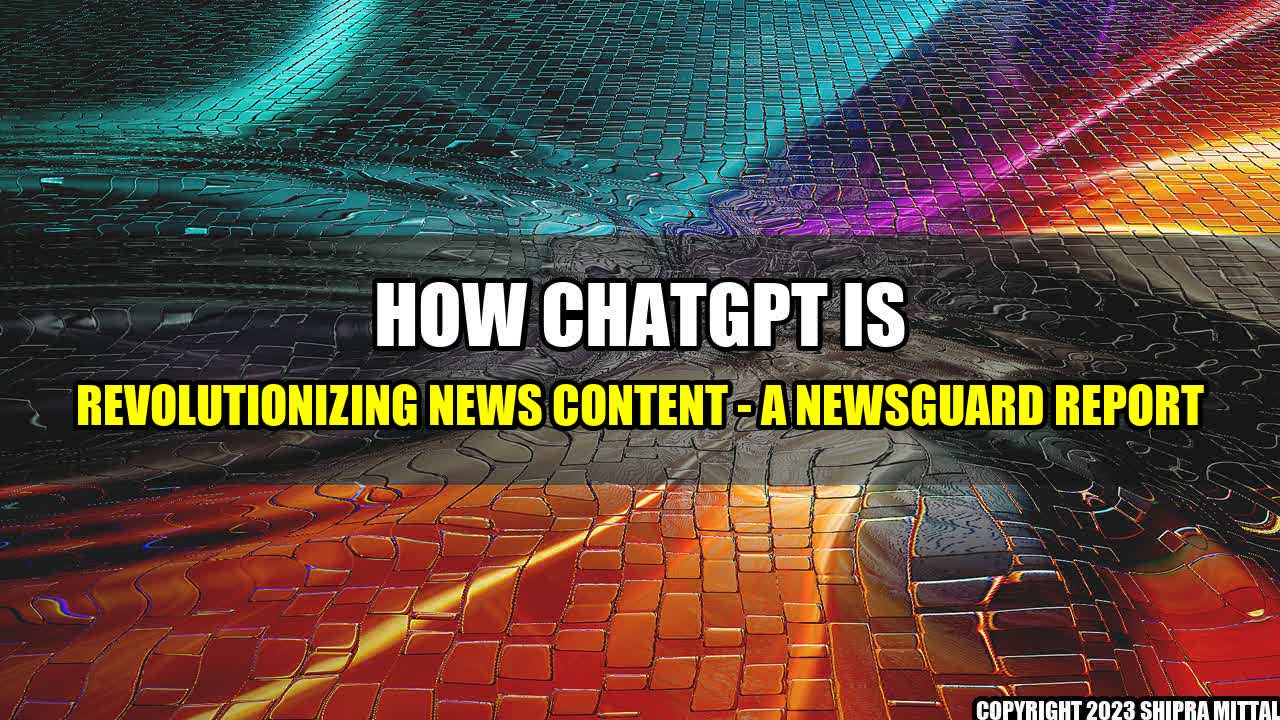 HOW CHATGPT IS
REVOLUTIONIZING NEWS CONTENT - A NEWSGUARD REPORT
COPYRIGHT 2023 SHIPRA MITTAL